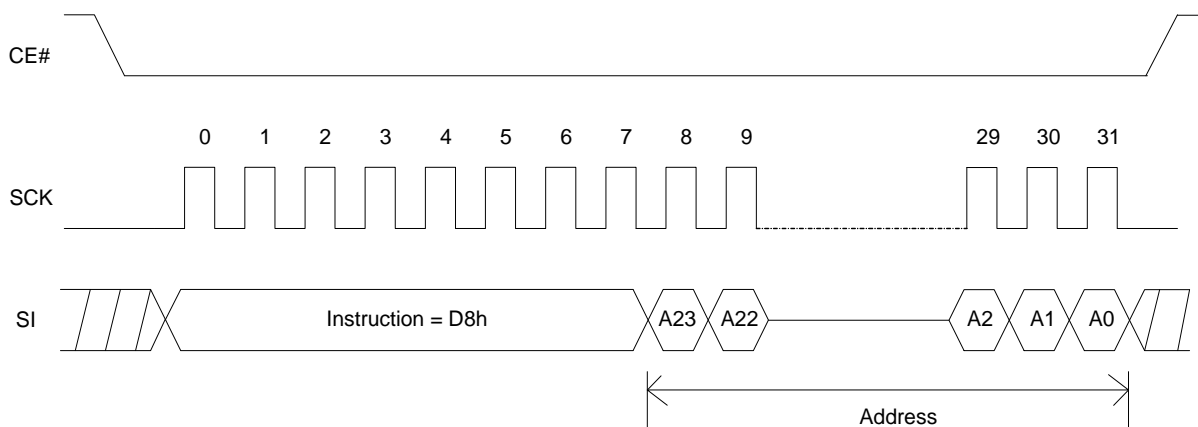 CE#
0 1 2 3 4 5 6 7 8 9 29 30 31
SCK
SI Instruction = D8h A23 A22 A2 A1 A0
Address